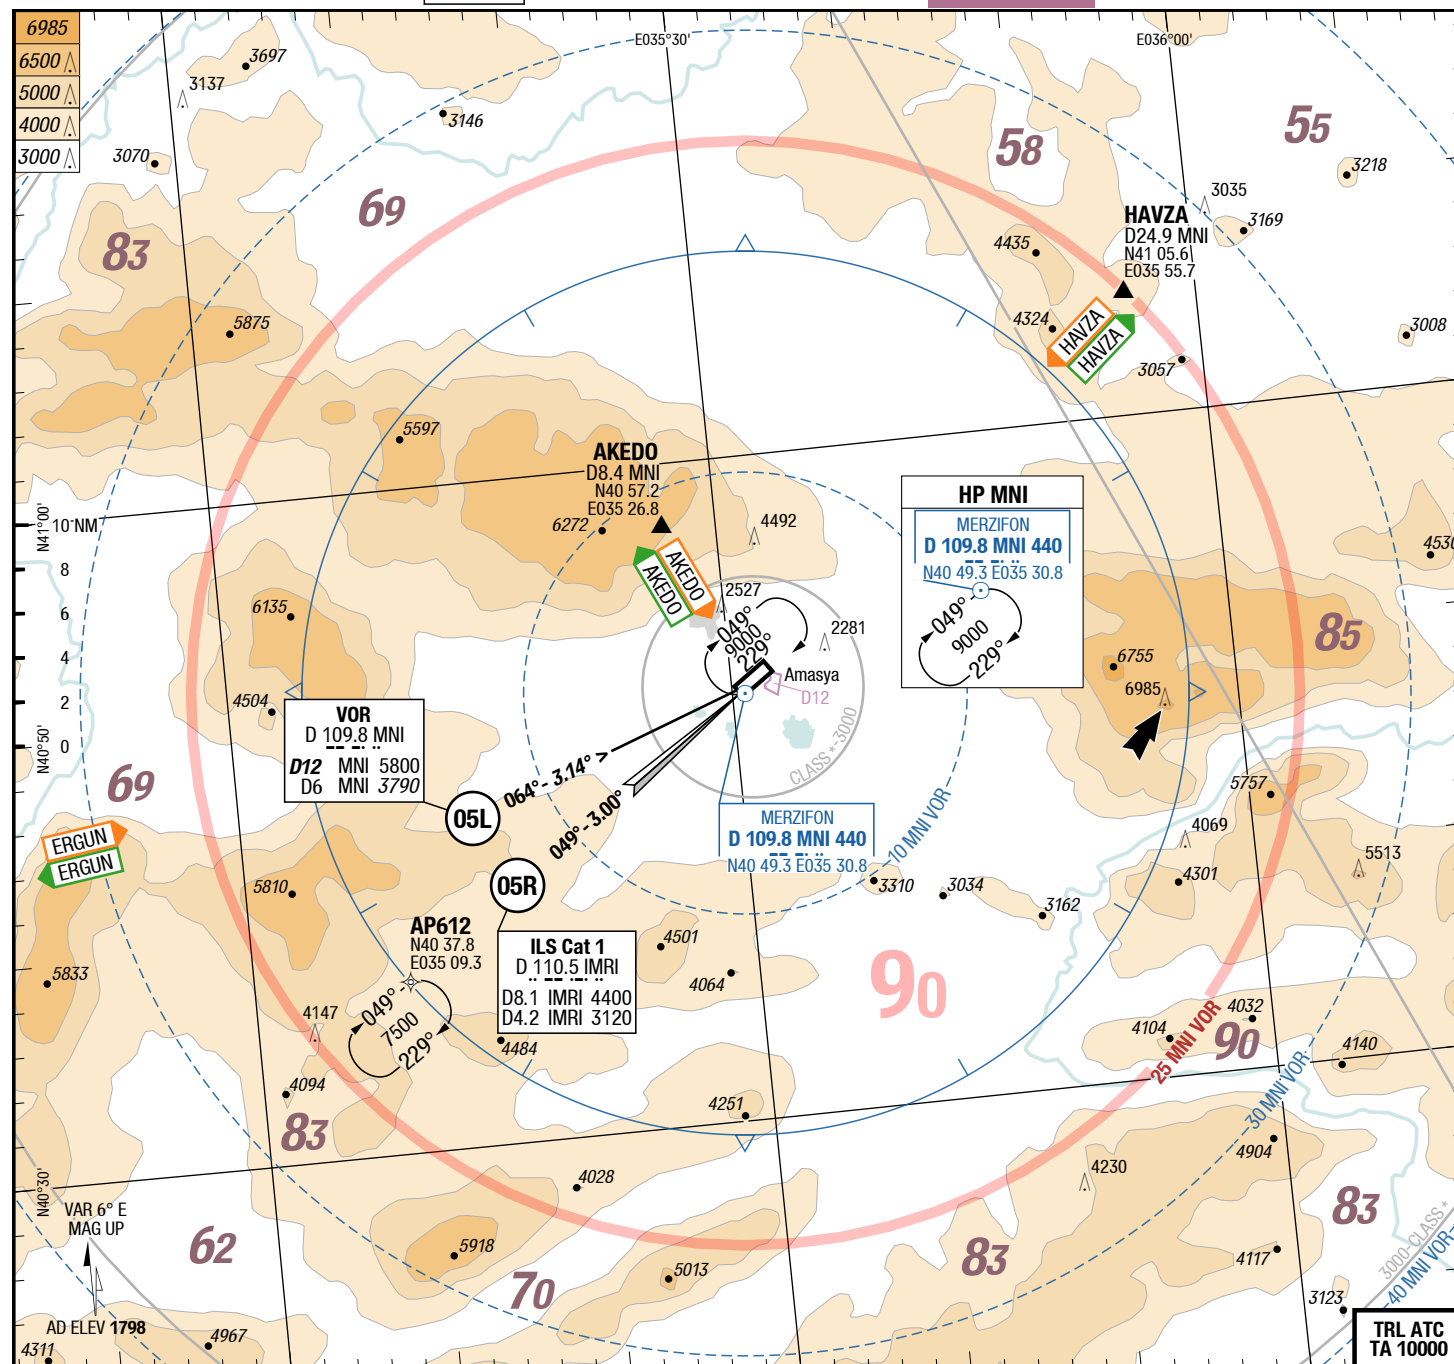 6985
6500
5000
4000
3000
3697
3137
3146
3070
E035°30'
E036°00'
58
55
3218
3035
3169
HAVZA
D24.9 MNI
N41 05.6
E035 55.7
69
83
4435
4324
HAVZA
HAVZA
3008
3057
5875
5597
AKEDO
D8.4 MNI
N40 57.2
E035 26.8
6272
4492
N41°00'
10 NM
8
6
4
2
0
N40°50'
HP MNI
MERZIFON
D 109.8 MNI 440
N40 49.3 E035 30.8
049°
9000
229°
4530
AKEDO
AKEDO
2527
049°
9000
229°
2281
Amasya
D12
CLASS *-3000
6135
4504
85
6755
6985
VOR
D 109.8 MNI
D12 MNI 5800
D6 MNI 3790
064°- 3.14° >
05L
049°-3.00°
05R
69
ERGUN
ERGUN
MERZIFON
D 109.8 MNI 440
N40 49.3 E035 30.8
10 MNI VOR
5757
4069
5513
4301
3310
3034
3162
5810
AP612
N40 37.8
E035 09.3
ILS Cat 1
D 110.5 IMRI
D8.1 IMRI 4400
D4.2 IMRI 3120
4501
4064
90
5833
4147
049°
7500
229°
4484
4094
4032
4104
90
4140
25 MNI VOR
30 MNI VOR
4251
83
4028
4904
4230
N40°30'
VAR 6° E
MAG UP
62
5918
70
5013
83
83
4117
3000-CLASS *
40 MNI VOR
3123
AD ELEV 1798
4311
4967
TRL ATC
TA 10000